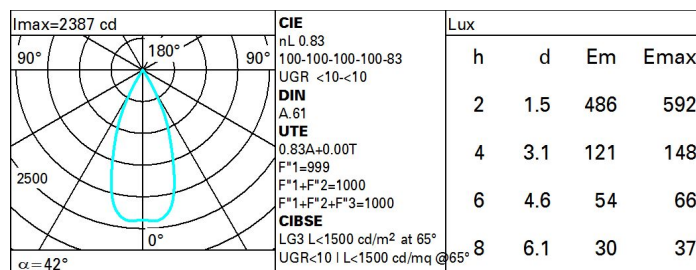 Imax=2387 cd
90° 180° 90°
2500
0°
α=42°
CIE
nL 0.83
100-100-100-100-83
UGR <10-<10
DIN
A.61
UTE
0.83A+0.00T
F"1=999
F"1+F"2=1000
F"1+F"2+F"3=1000
CIBSE
LG3 L<1500 cd/m² at 65°
UGR<10 | L<1500 cd/mq @65°
Lux
h d Em Emax
2 1.5 486 592
4 3.1 121 148
6 4.6 54 66
8 6.1 30 37